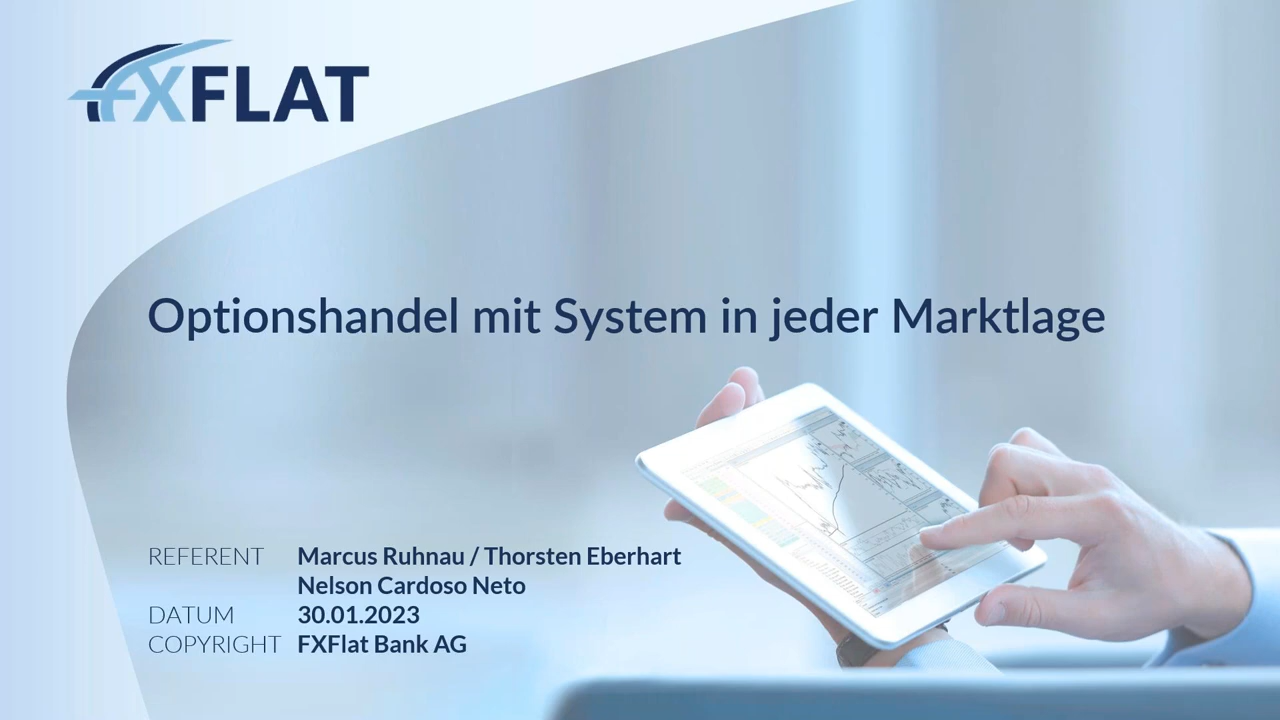 FXFLAT
Optionshandel mit System in jeder Marktlage
REFERENT Marcus Ruhnau / Thorsten Eberhart
Nelson Cardoso Neto
DATUM 30.01.2023
COPYRIGHT FXFlat Bank AG